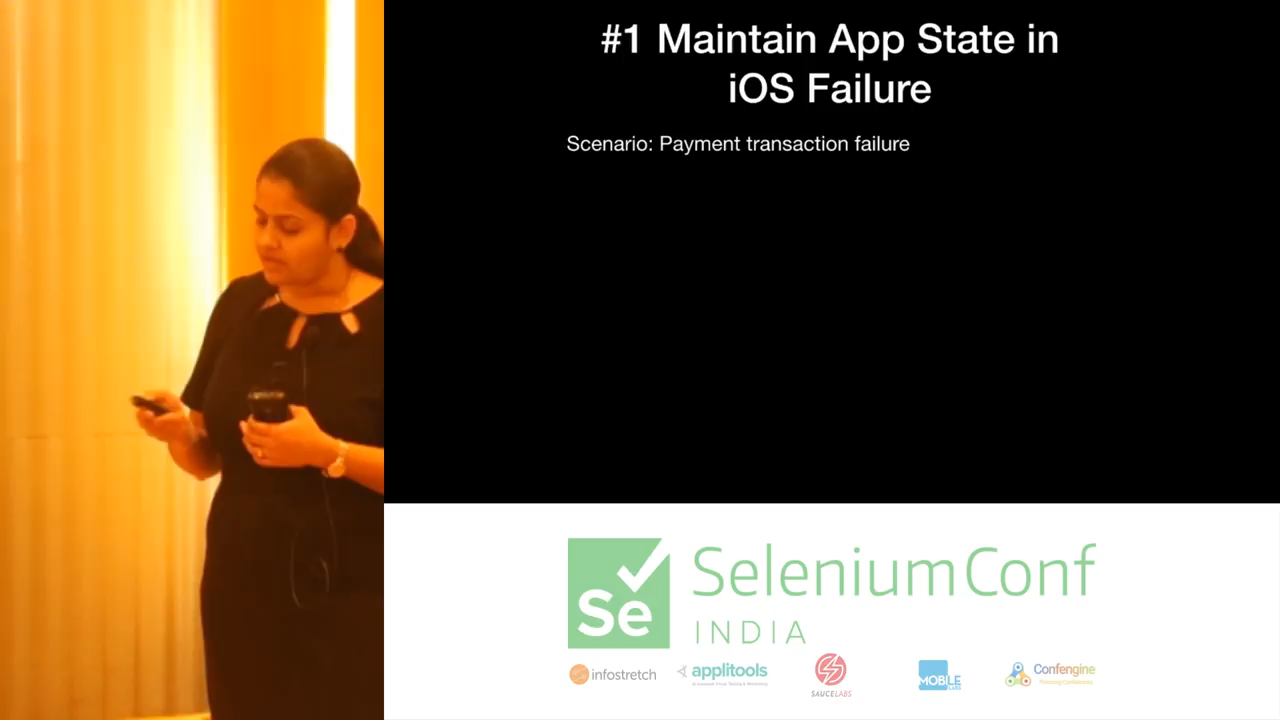 #1 Maintain App State in
iOS Failure
Scenario: Payment transaction failure
Se
SeleniumConf
INDIA
infostretch
applitools
SAUCELABS
MOBILE
LABS
Confengine